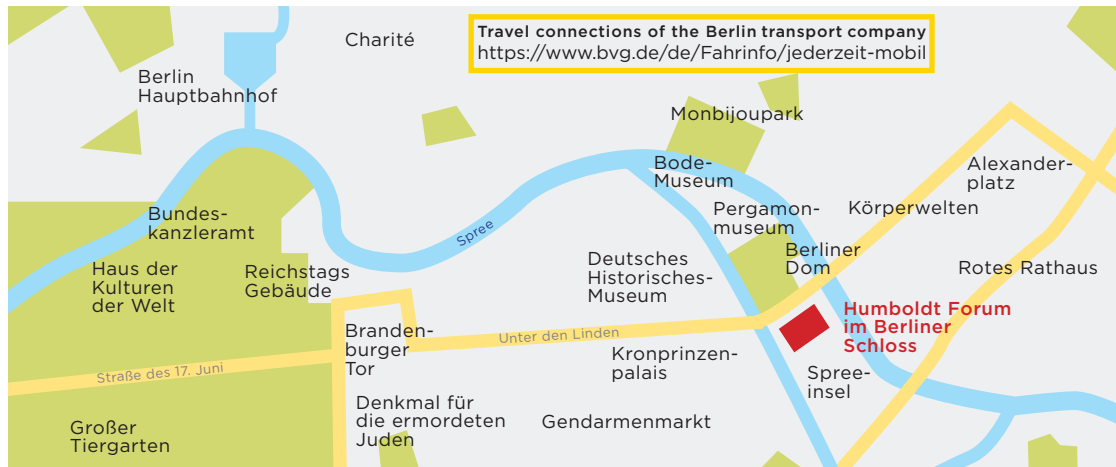 Travel connections of the Berlin transport company
https://www.bvg.de/de/Fahrinfo/jederzeit-mobil
Charité
Berlin
Hauptbahnhof
Monbijoupark
Bode-
Museum
Alexander-
platz
Pergamon-
museum
Körperwelten
Bundes-
kanzleramt
Spree
Berliner
Dom
Deutsches
Historisches-
Museum
Haus der
Kulturen
der Welt
Reichstags
Gebäude
Rotes Rathaus
Humboldt Forum
im Berliner
Schloss
Branden-
burger
Tor
Unter den Linden
Kronprinzen-
palais
Straße des 17. Juni
Spree-
insel
Denkmal für
die ermordeten
Juden
Gendarmenmarkt
Großer
Tiergarten